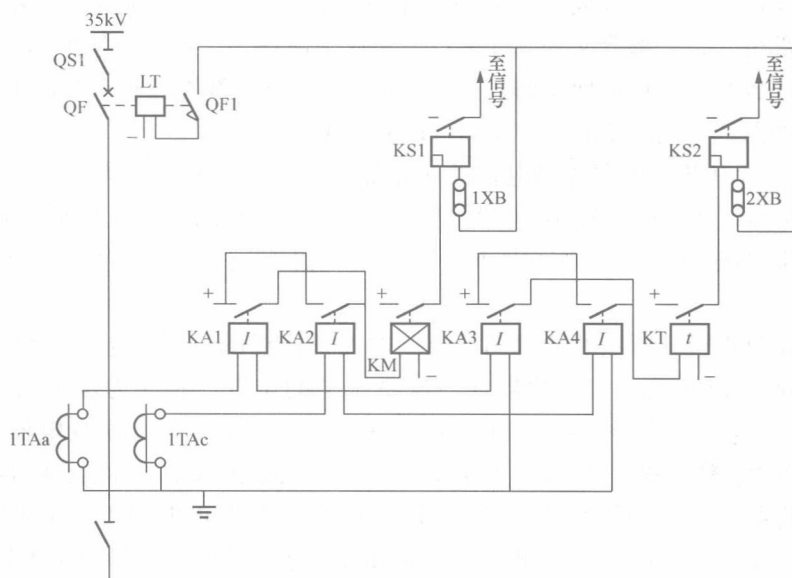 35kV
QS1
LT
QF
QF1
至信号
至信号
KS1
KS2
1XB
2XB
KA1
I
KA2
I
KM
KA3
I
KA4
I
KT
t
1TAa
1TAc